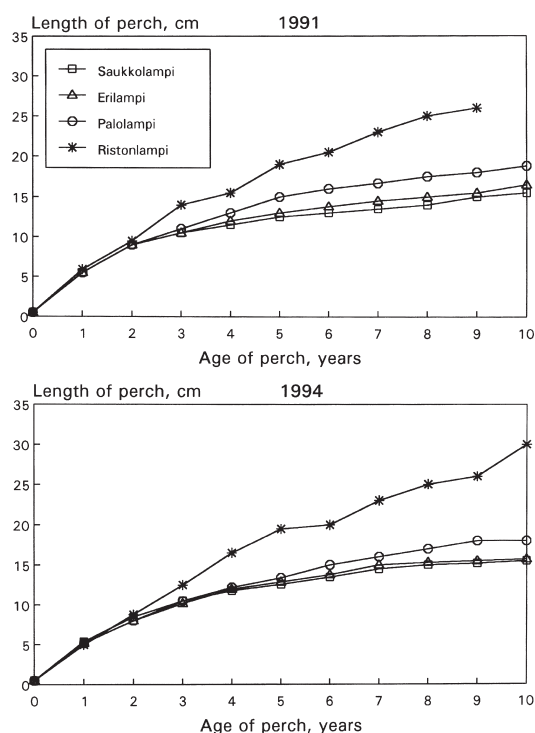 Length of perch, cm 1991
35
30
25
20
15
10
5
0
Saukkolampi
Erilampi
Palolampi
Ristonlampi
0 1 2 3 4 5 6 7 8 9 10
Age of perch, years
Length of perch, cm 1994
35
30
25
20
15
10
5
0
0 1 2 3 4 5 6 7 8 9 10
Age of perch, years